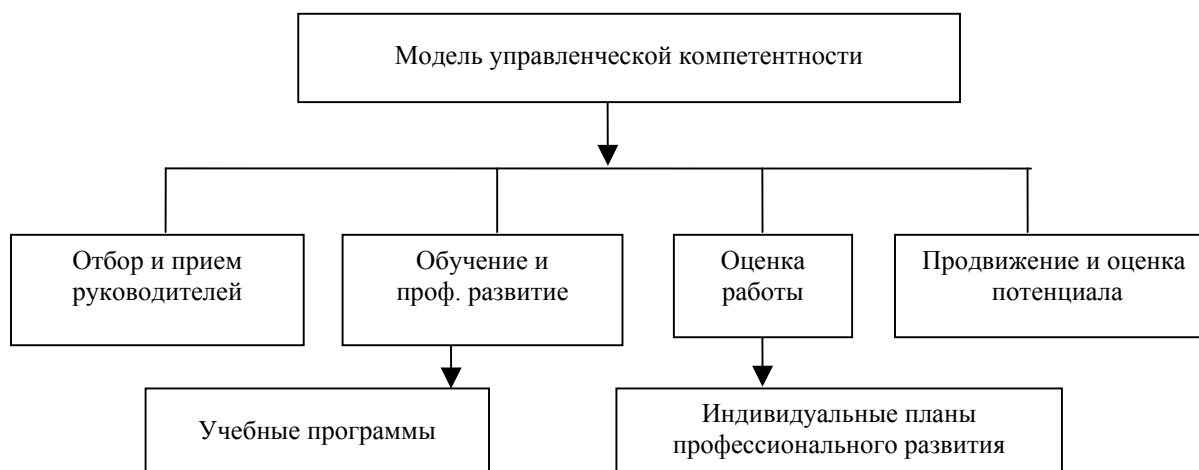 Модель управленческой компетентности
Отбор и прием
руководителей
Обучение и
проф. развитие
Оценка
работы
Продвижение и оценка
потенциала
Учебные программы
Индивидуальные планы
профессионального развития